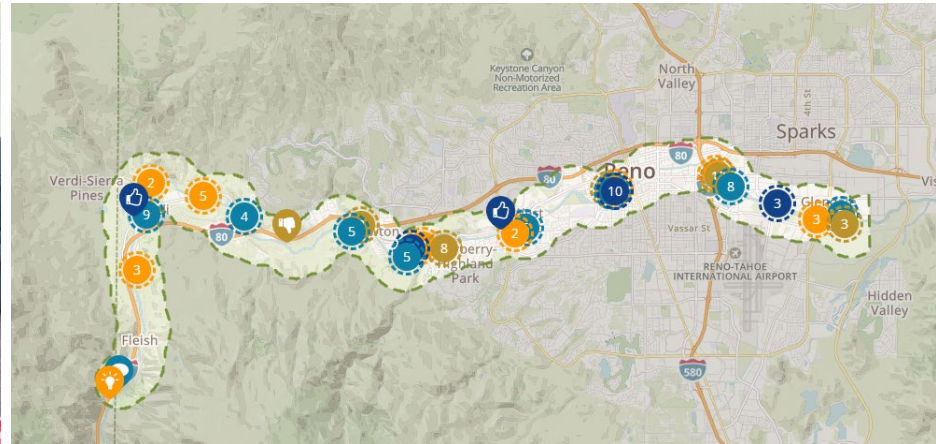 Keystone Canyon
Non-Motorized
Recreation Area
North
Valley
4th St
Sparks
80
80
Reno
Verdi-Sierra
Pines
2
5
9
4
80
5
8
5
2
10
8
3
3
3
Vassar St
RENO-TAHOE
INTERNATIONAL AIRPORT
Highland
Park
3
Hidden
Valley
Fleish
580